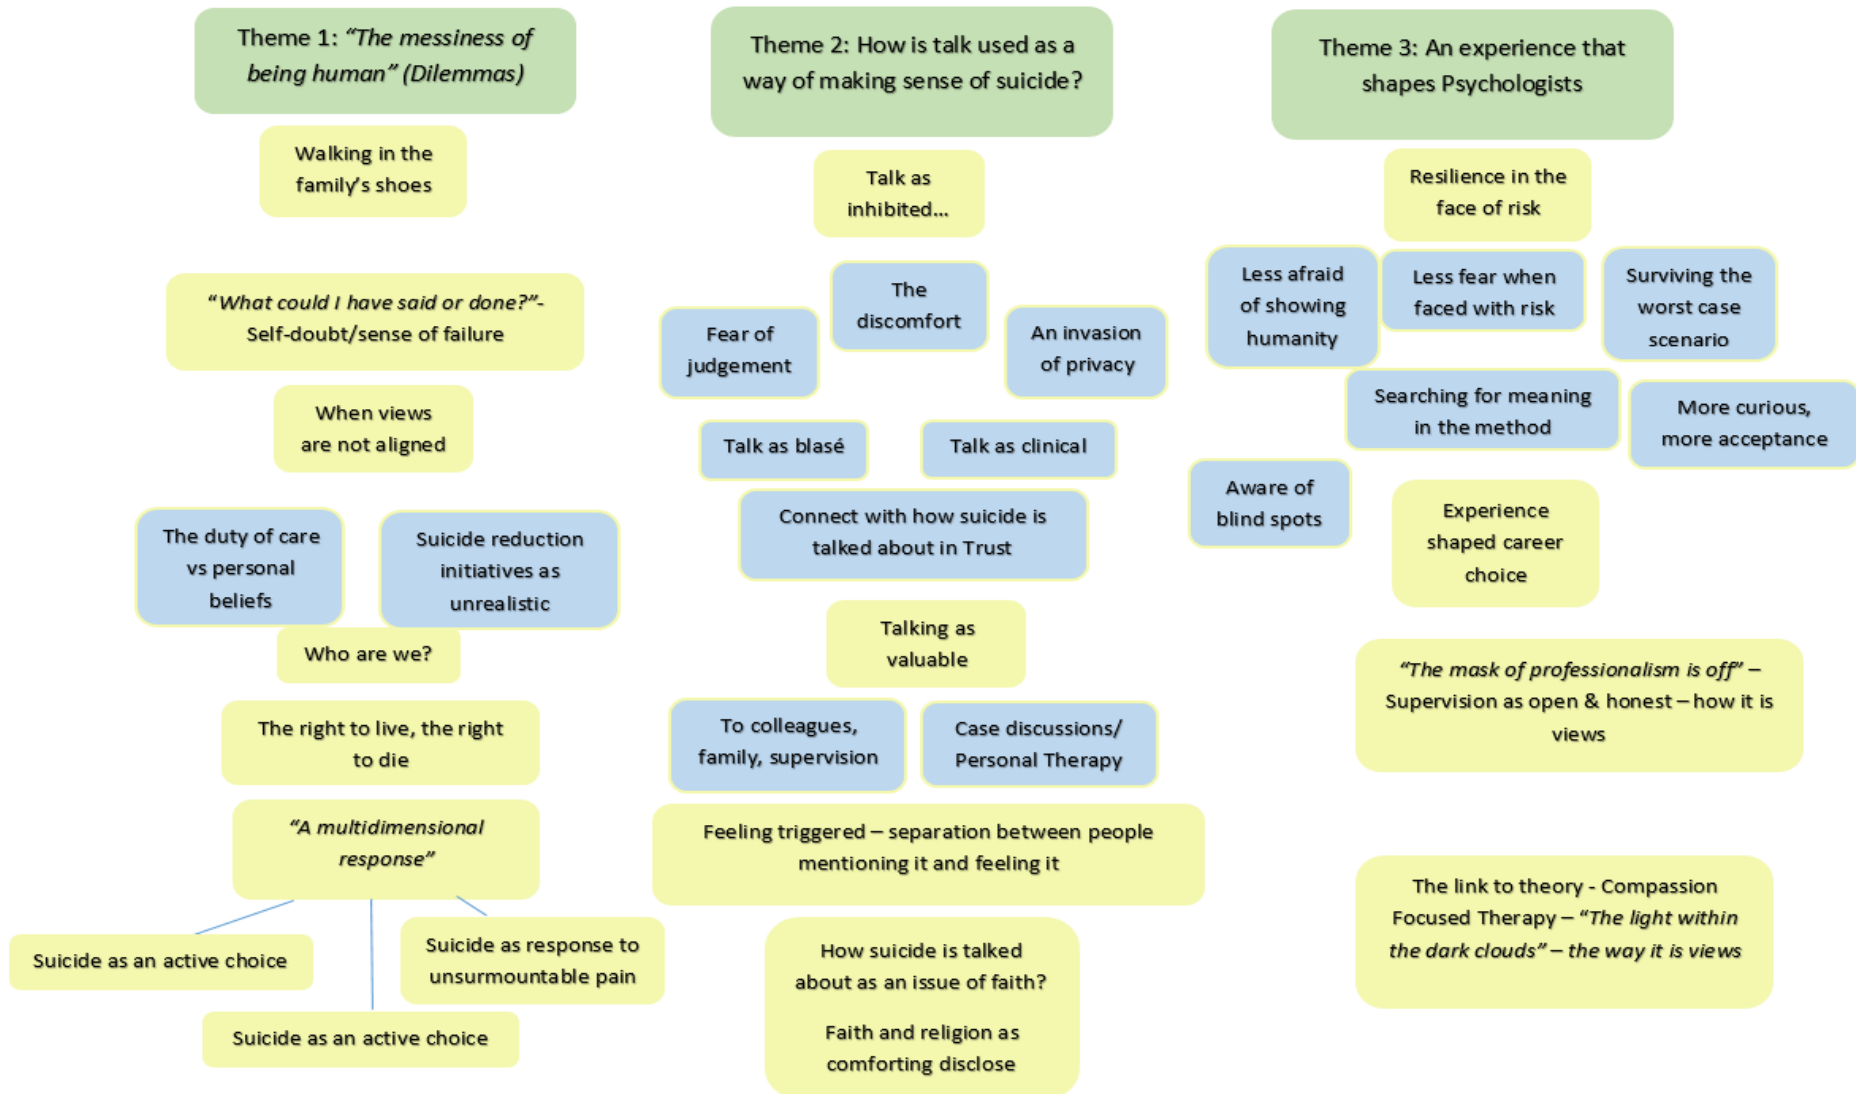 Theme 1: “The messiness of
being human” (Dilemmas)
Walking in the
family’s shoes
“What could I have said or done?”-
Self-doubt/sense of failure
When views
are not aligned
The duty of care
vs personal
beliefs
Suicide reduction
initiatives as
unrealistic
Who are we?
The right to live, the right
to die
“A multidimensional
response”
Suicide as an active choice
Suicide as response to
unsurmountable pain
Suicide as an active choice
Theme 2: How is talk used as a
way of making sense of suicide?
Talk as
inhibited...
The
discomfort
Fear of
judgement
An invasion
of privacy
Talk as blasé
Talk as clinical
Connect with how suicide is
talked about in Trust
Talking as
valuable
To colleagues,
family, supervision
Case discussions/
Personal Therapy
Feeling triggered – separation between people
mentioning it and feeling it
How suicide is talked
about as an issue of faith?
Faith and religion as
comforting disclose
Theme 3: An experience that
shapes Psychologists
Resilience in the
face of risk
Less afraid
of showing
humanity
Less fear when
faced with risk
Surviving the
worst case
scenario
Searching for meaning
in the method
More curious,
more acceptance
Aware of
blind spots
Experience
shaped career
choice
“The mask of professionalism is off” –
Supervision as open & honest – how it is
views
The link to theory - Compassion
Focused Therapy – “The light within
the dark clouds” – the way it is views